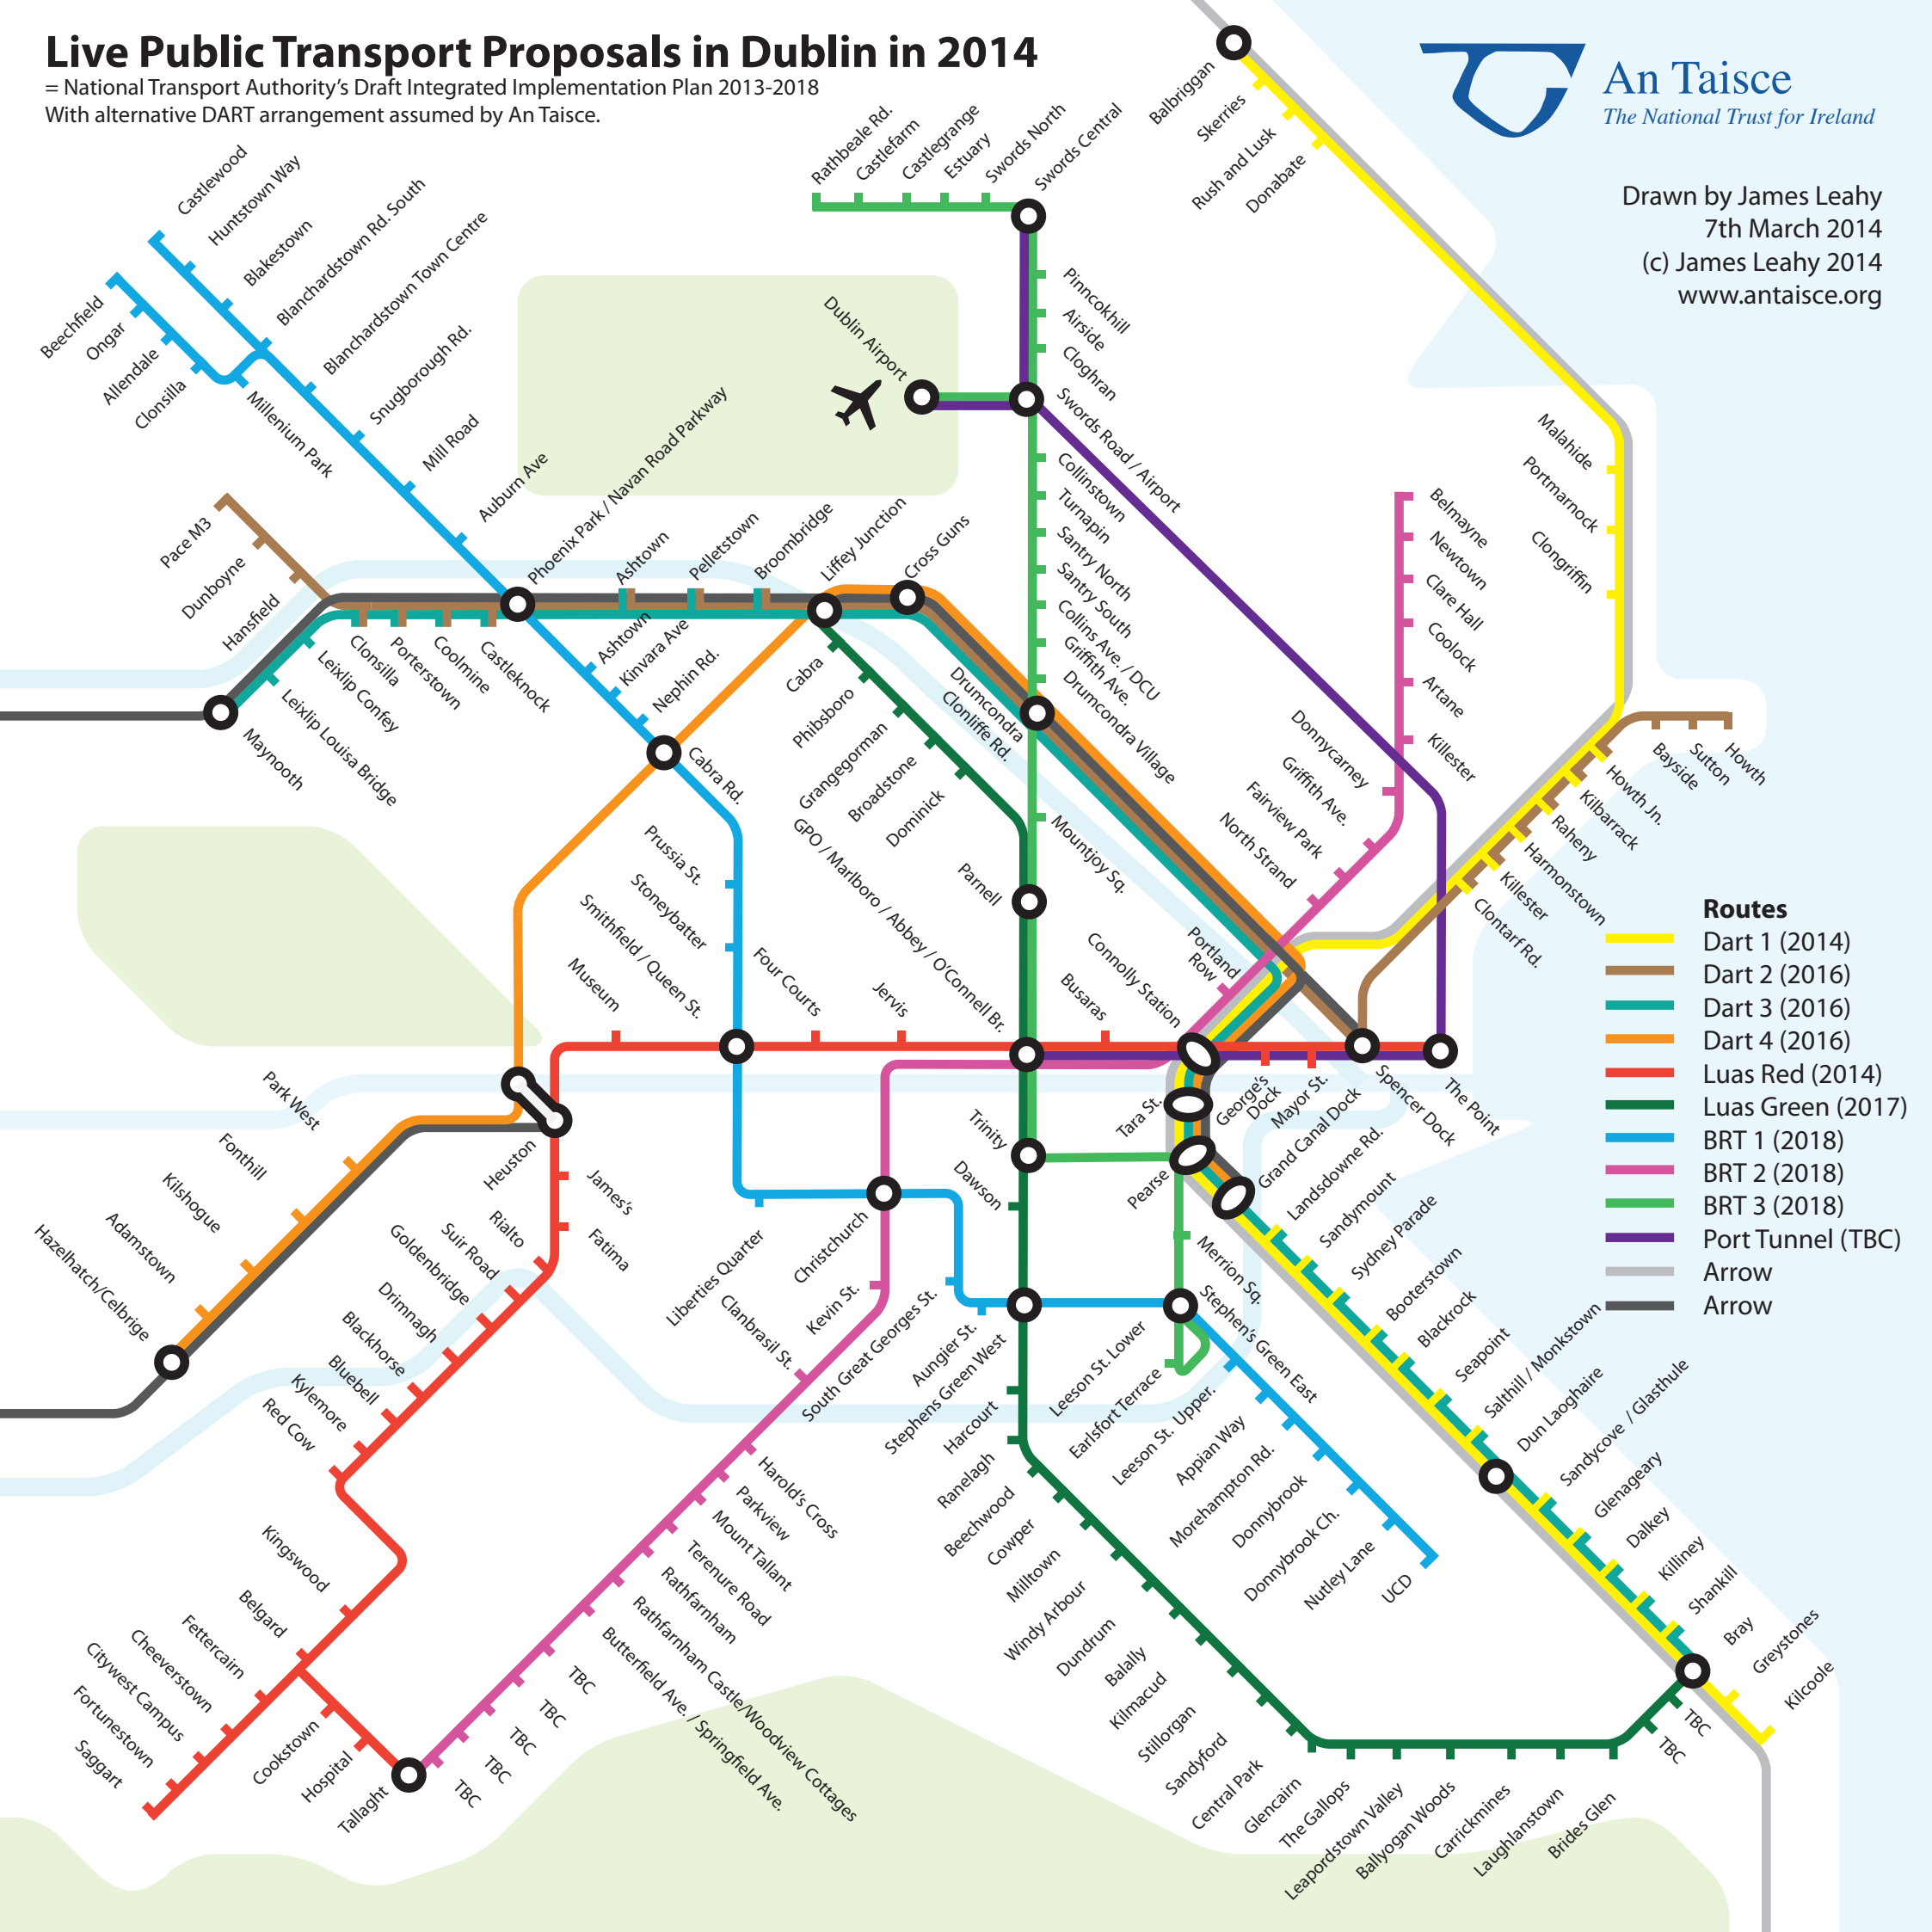 Live Public Transport Proposals in Dublin in 2014
= National Transport Authority's Draft Integrated Implementation Plan 2013-2018
With alternative DART arrangement assumed by An Taisce.
An Taisce
The National Trust for Ireland
Drawn by James Leahy
7th March 2014
(c) James Leahy 2014
www.antaisce.org
Balbriggan
Skerries
Rush and Lusk
Donabate
Rathbeale Rd.
Castlefarm
Castlegrange
Estuary
Swords North
Swords Central
Castlewood
Huntstown Way
Blakestown
Blanchardstown Rd. South
Blanchardstown Town Centre
Snugborough Rd.
Mill Road
Auburn Ave
Phoenix Park / Navan Road Parkway
Beechfield
Ongar
Allendale
Clonsilla
Millenium Park
Dublin Airport
Pinncokhill
Airside
Cloghran
Swords Road / Airport
Collinstown
Turnapin
Santry North
Santy South
Collins Ave. / DCU
Griffith Ave.
Drumcondra Village
Malahide
Portmarnock
Clongriffin
Belmayne
Newtown
Clare Hall
Coolock
Artane
Killester
Donnycarney
Griffith Ave.
Fairview Park
North Strand
Portland
Row
Pace M3
Dunboyne
Hansfield
Clonsilla
Porterstown
Coolmine
Castleknock
Ashtown
Pelletstown
Broombridge
Liffey Junction
Cross Guns
Leixlip Confey
Leixlip Louisa Bridge
Maynooth
Ashtown
Kinvara Ave
Nephin Rd.
Cabra Rd.
Cabra
Phibsboro
Grangegorman
Broadstone
Dominick
Parnell
Drumcondra
Clonliffe Rd.
Mountjoy Sq.
Bayside
Sutton
Howth
Howth Jn.
Kilbarrack
Raheny
Harmonstown
Killester
Clontarf Rd.
Prussia St.
Stoneybatter
Smithfield / Queen St.
Museum
Four Courts
Jervis
GPO / Marlboro / Abbey / O'Connell Br.
Busaras
Connolly Station
George's
Dock
Mayor St.
Spencer Dock
The Point
Tara St.
Pearse
Grand Canal Dock
Landsdowne Rd.
Sandymount
Sydney Parade
Booterstown
Blackrock
Seapoint
Salthill / Monkstown
Dun Laoghaire
Sandycove / Glasthule
Glenageary
Dalkey
Killiney
Shankill
Bray
Greystones
Kilcoole
Routes
Dart 1 (2014)
Dart 2 (2016)
Dart 3 (2016)
Dart 4 (2016)
Luas Red (2014)
Luas Green (2017)
BRT 1 (2018)
BRT 2 (2018)
BRT 3 (2018)
Port Tunnel (TBC)
Arrow
Arrow
Park West
Fonthill
Kilshogue
Adamstown
Hazelhatch/Celbrige
Heuston
James's
Fatima
Rialto
Suir Road
Goldenbridge
Drimnagh
Blackhorse
Bluebell
Kylemore
Red Cow
Kingswood
Belgard
Fettercairn
Cheeverstown
Citywest Campus
Fortunestown
Saggart
Cookstown
Hospital
Tallaght
Trinity
Dawson
Liberties Quarter
Christchurch
Kevin St.
Clanbrasil St.
South Great Georges St.
Aungier St.
Stephens Green West
Merrion Sq.
Stephen's Green East
Leeson St. Lower
Earlsfort Terrace
Leeson St. Upper.
Appian Way
Morehampton Rd.
Donnybrook
Donnybrook Ch.
Nutley Lane
UCD
Harold's Cross
Parkview
Mount Tallant
Terenure Road
Rathfarnham
Rathfarnham Castle/Woodview Cottages
Butterfield Ave. / Springfield Ave.
TBC
TBC
TBC
TBC
TBC
Harcourt
Ranelagh
Beechwood
Cowper
Milltown
Windy Arbour
Dundrum
Balally
Kilmacud
Stillorgan
Sandyford
Central Park
Glencairn
The Gallops
Leapordstown Valley
Ballyogan Woods
Carrickmines
Laughlanstown
Brides Glen
TBC
TBC